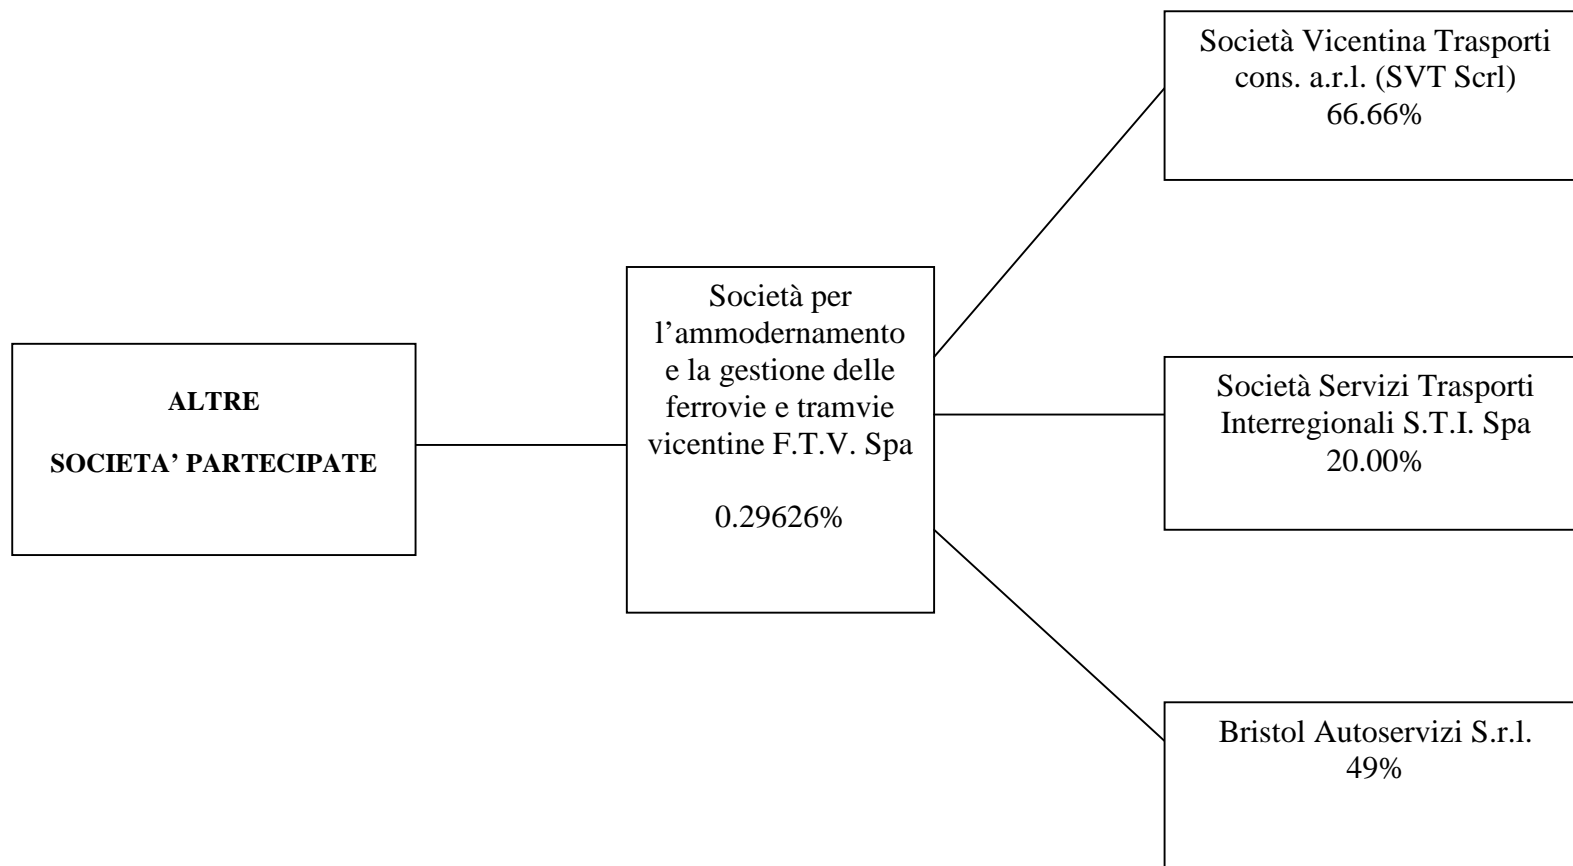 Società Vicentina Trasporti
cons. a.r.l. (SVT Scrl)
66.66%
Società per
l’ammodernamento
e la gestione delle
ferrovie e tramvie
vicentine F.T.V. Spa
0.29626%
ALTRE
SOCIETA’ PARTECIPATE
Società Servizi Trasporti
Interregionali S.T.I. Spa
20.00%
Bristol Autoservizi S.r.l.
49%